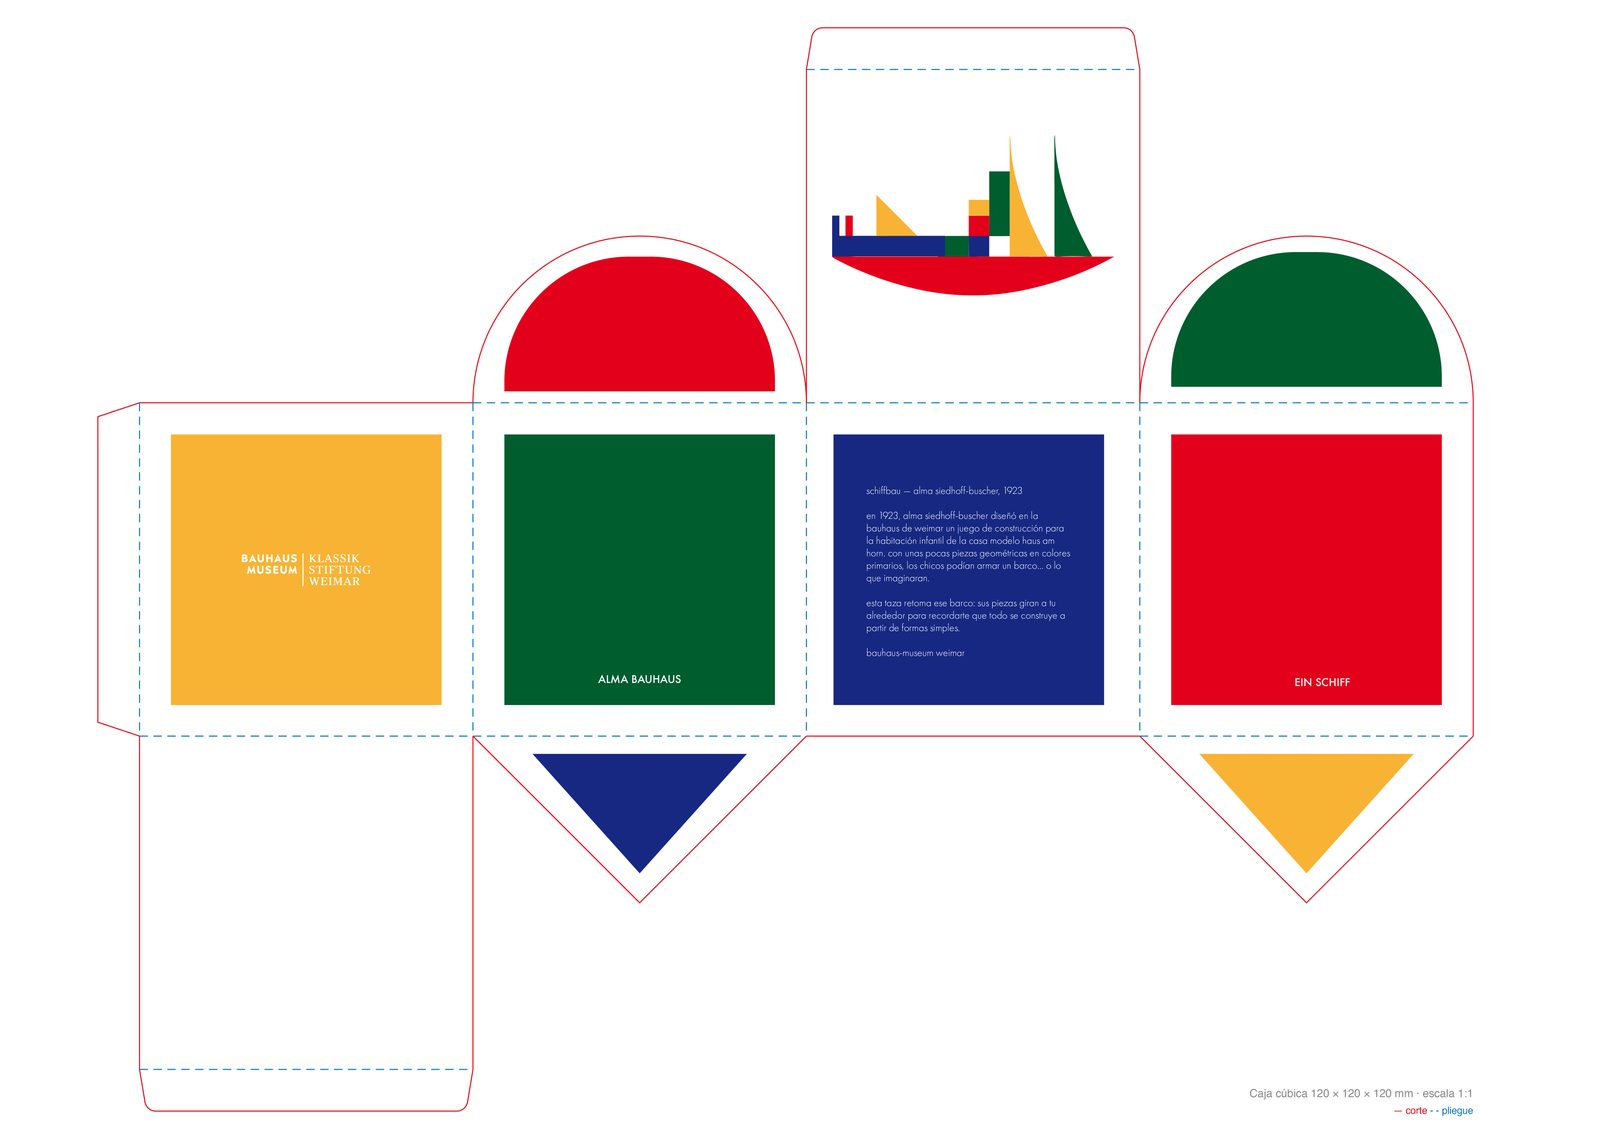 BAUHAUS
MUSEUM
KLASSIK
STIFTUNG
WEIMAR
ALMA BAUHAUS
schiffbau — alma siedhoff-buscher, 1923
en 1923, alma siedhoff-buscher diseñó en la
bauhaus de weimar un juego de construcción para
la habitación infantil de la casa modelo haus am
horn. con unas pocas piezas geométricas en colores
primarios, los chicos podían armar un barco... o lo
que imaginaran.
esta taza retoma ese barco: sus piezas giran a tu
alrededor para recordarte que todo se construye a
partir de formas simples.
bauhaus-museum weimar
EIN SCHIFF
Caja cúbica 120 × 120 × 120 mm · escala 1:1
— corte - - pliegue